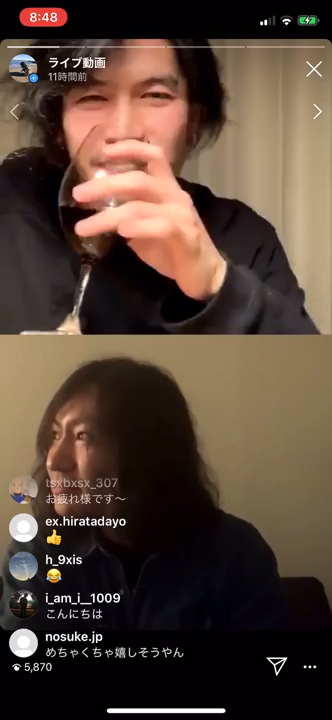 8:48
ライブ動画
11時間前
tsxbxsx_307
お疲れ様です〜
ex.hiratadayo
👍
h_9xis
😂
i_am_i__1009
こんにちは
nosuke.jp
めちゃくちゃ嬉しそうやん
5,870